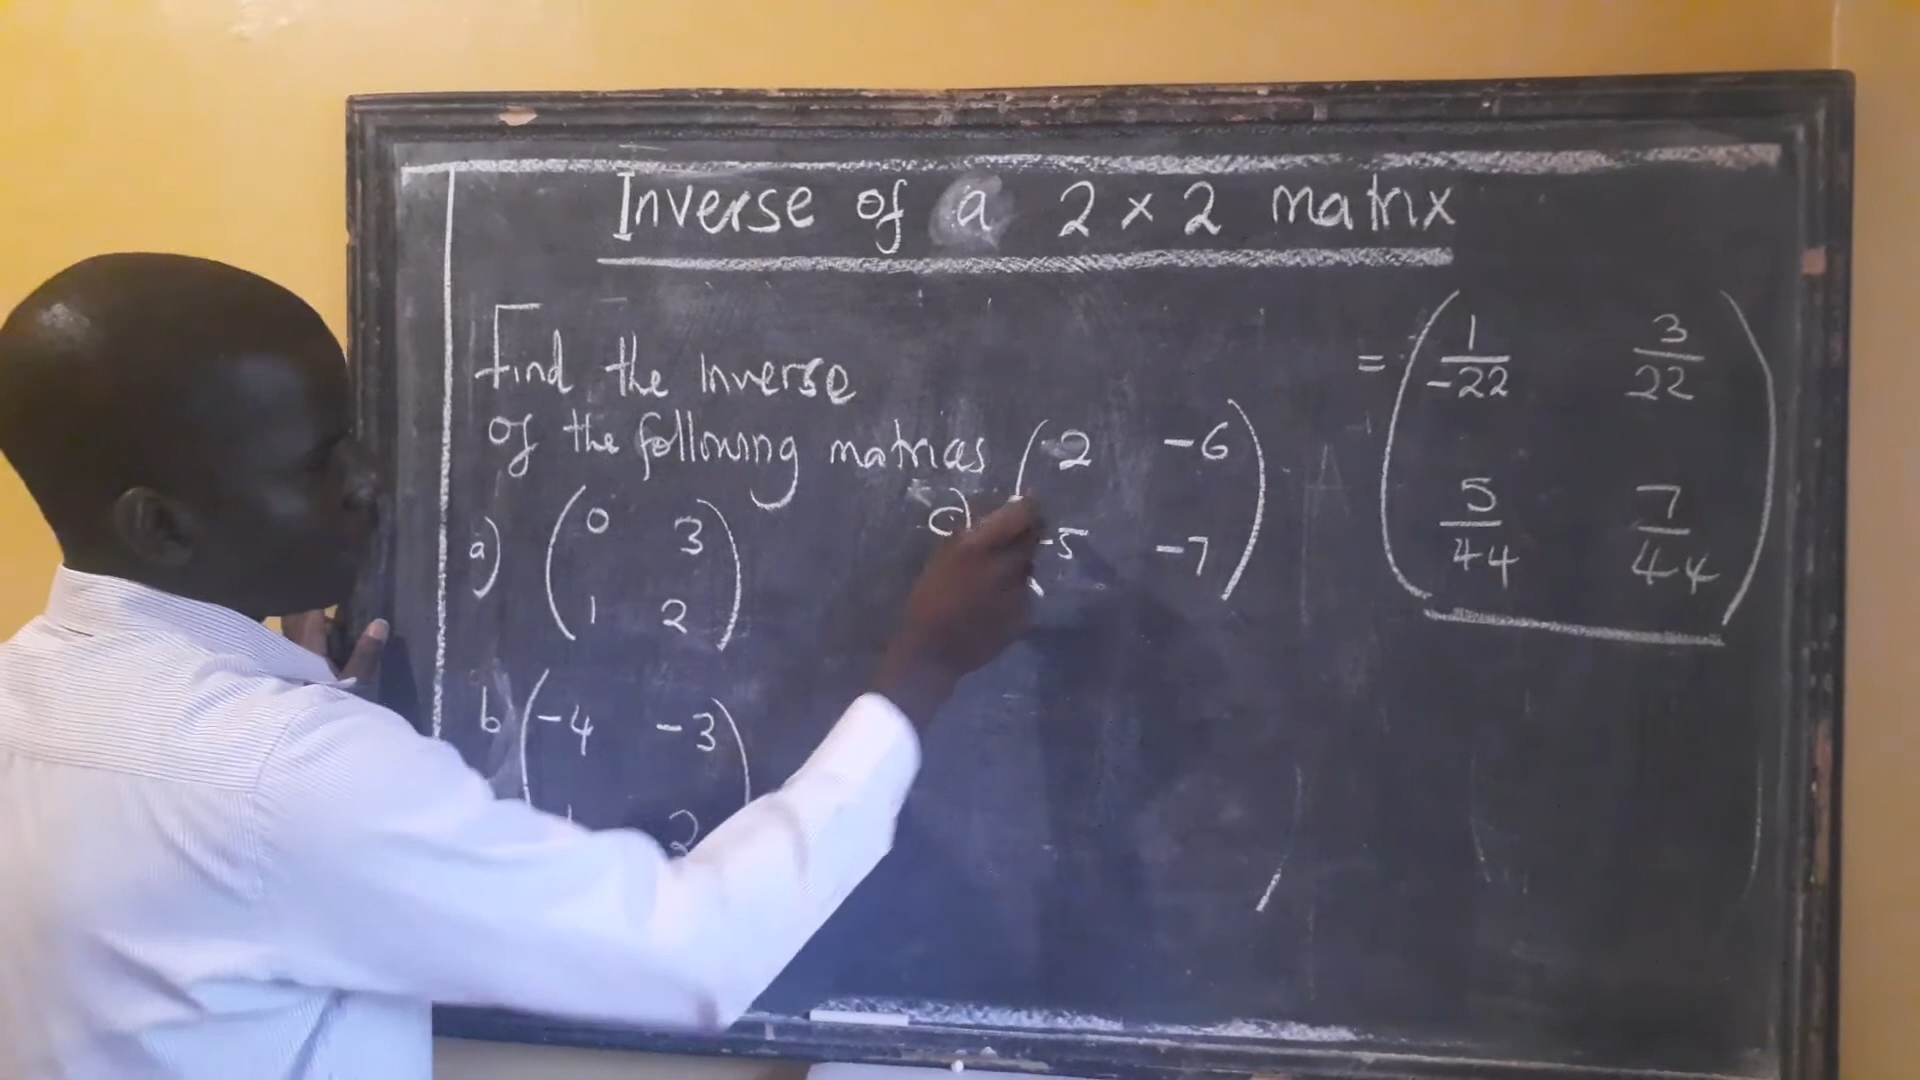 Inverse of a 2 × 2 matrix
Find the Inverse
of the following matrices
a) ( 0 3
1 2 )
b ( -4 -3
2 )
c) ( 2 -6
-5 -7 )
= ( 1/-22 3/22
5/44 7/44 )